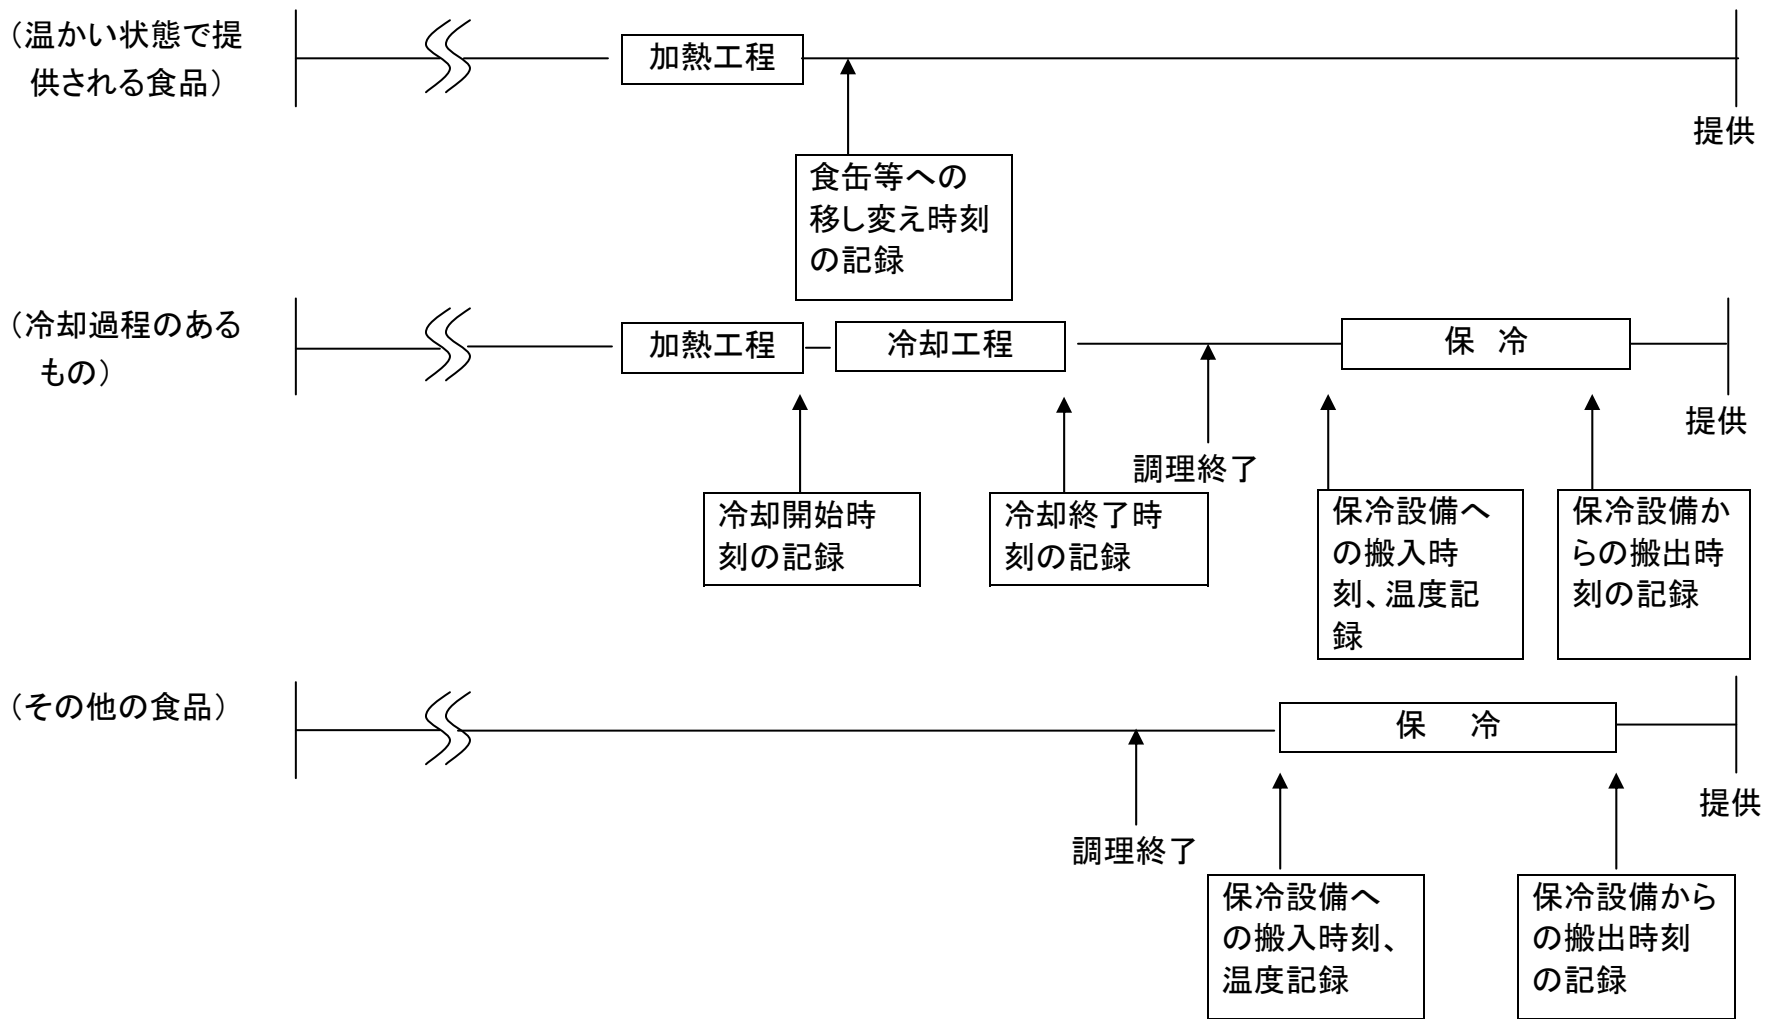 （温かい状態で提
供される食品）
加熱工程
提供
食缶等への
移し変え時刻
の記録
（冷却過程のある
もの）
加熱工程
冷却工程
保 冷
提供
調理終了
冷却開始時
刻の記録
冷却終了時
刻の記録
保冷設備へ
の搬入時
刻、温度記
録
保冷設備か
らの搬出時
刻の記録
（その他の食品）
保 冷
提供
調理終了
保冷設備へ
の搬入時刻、
温度記録
保冷設備から
の搬出時刻
の記録